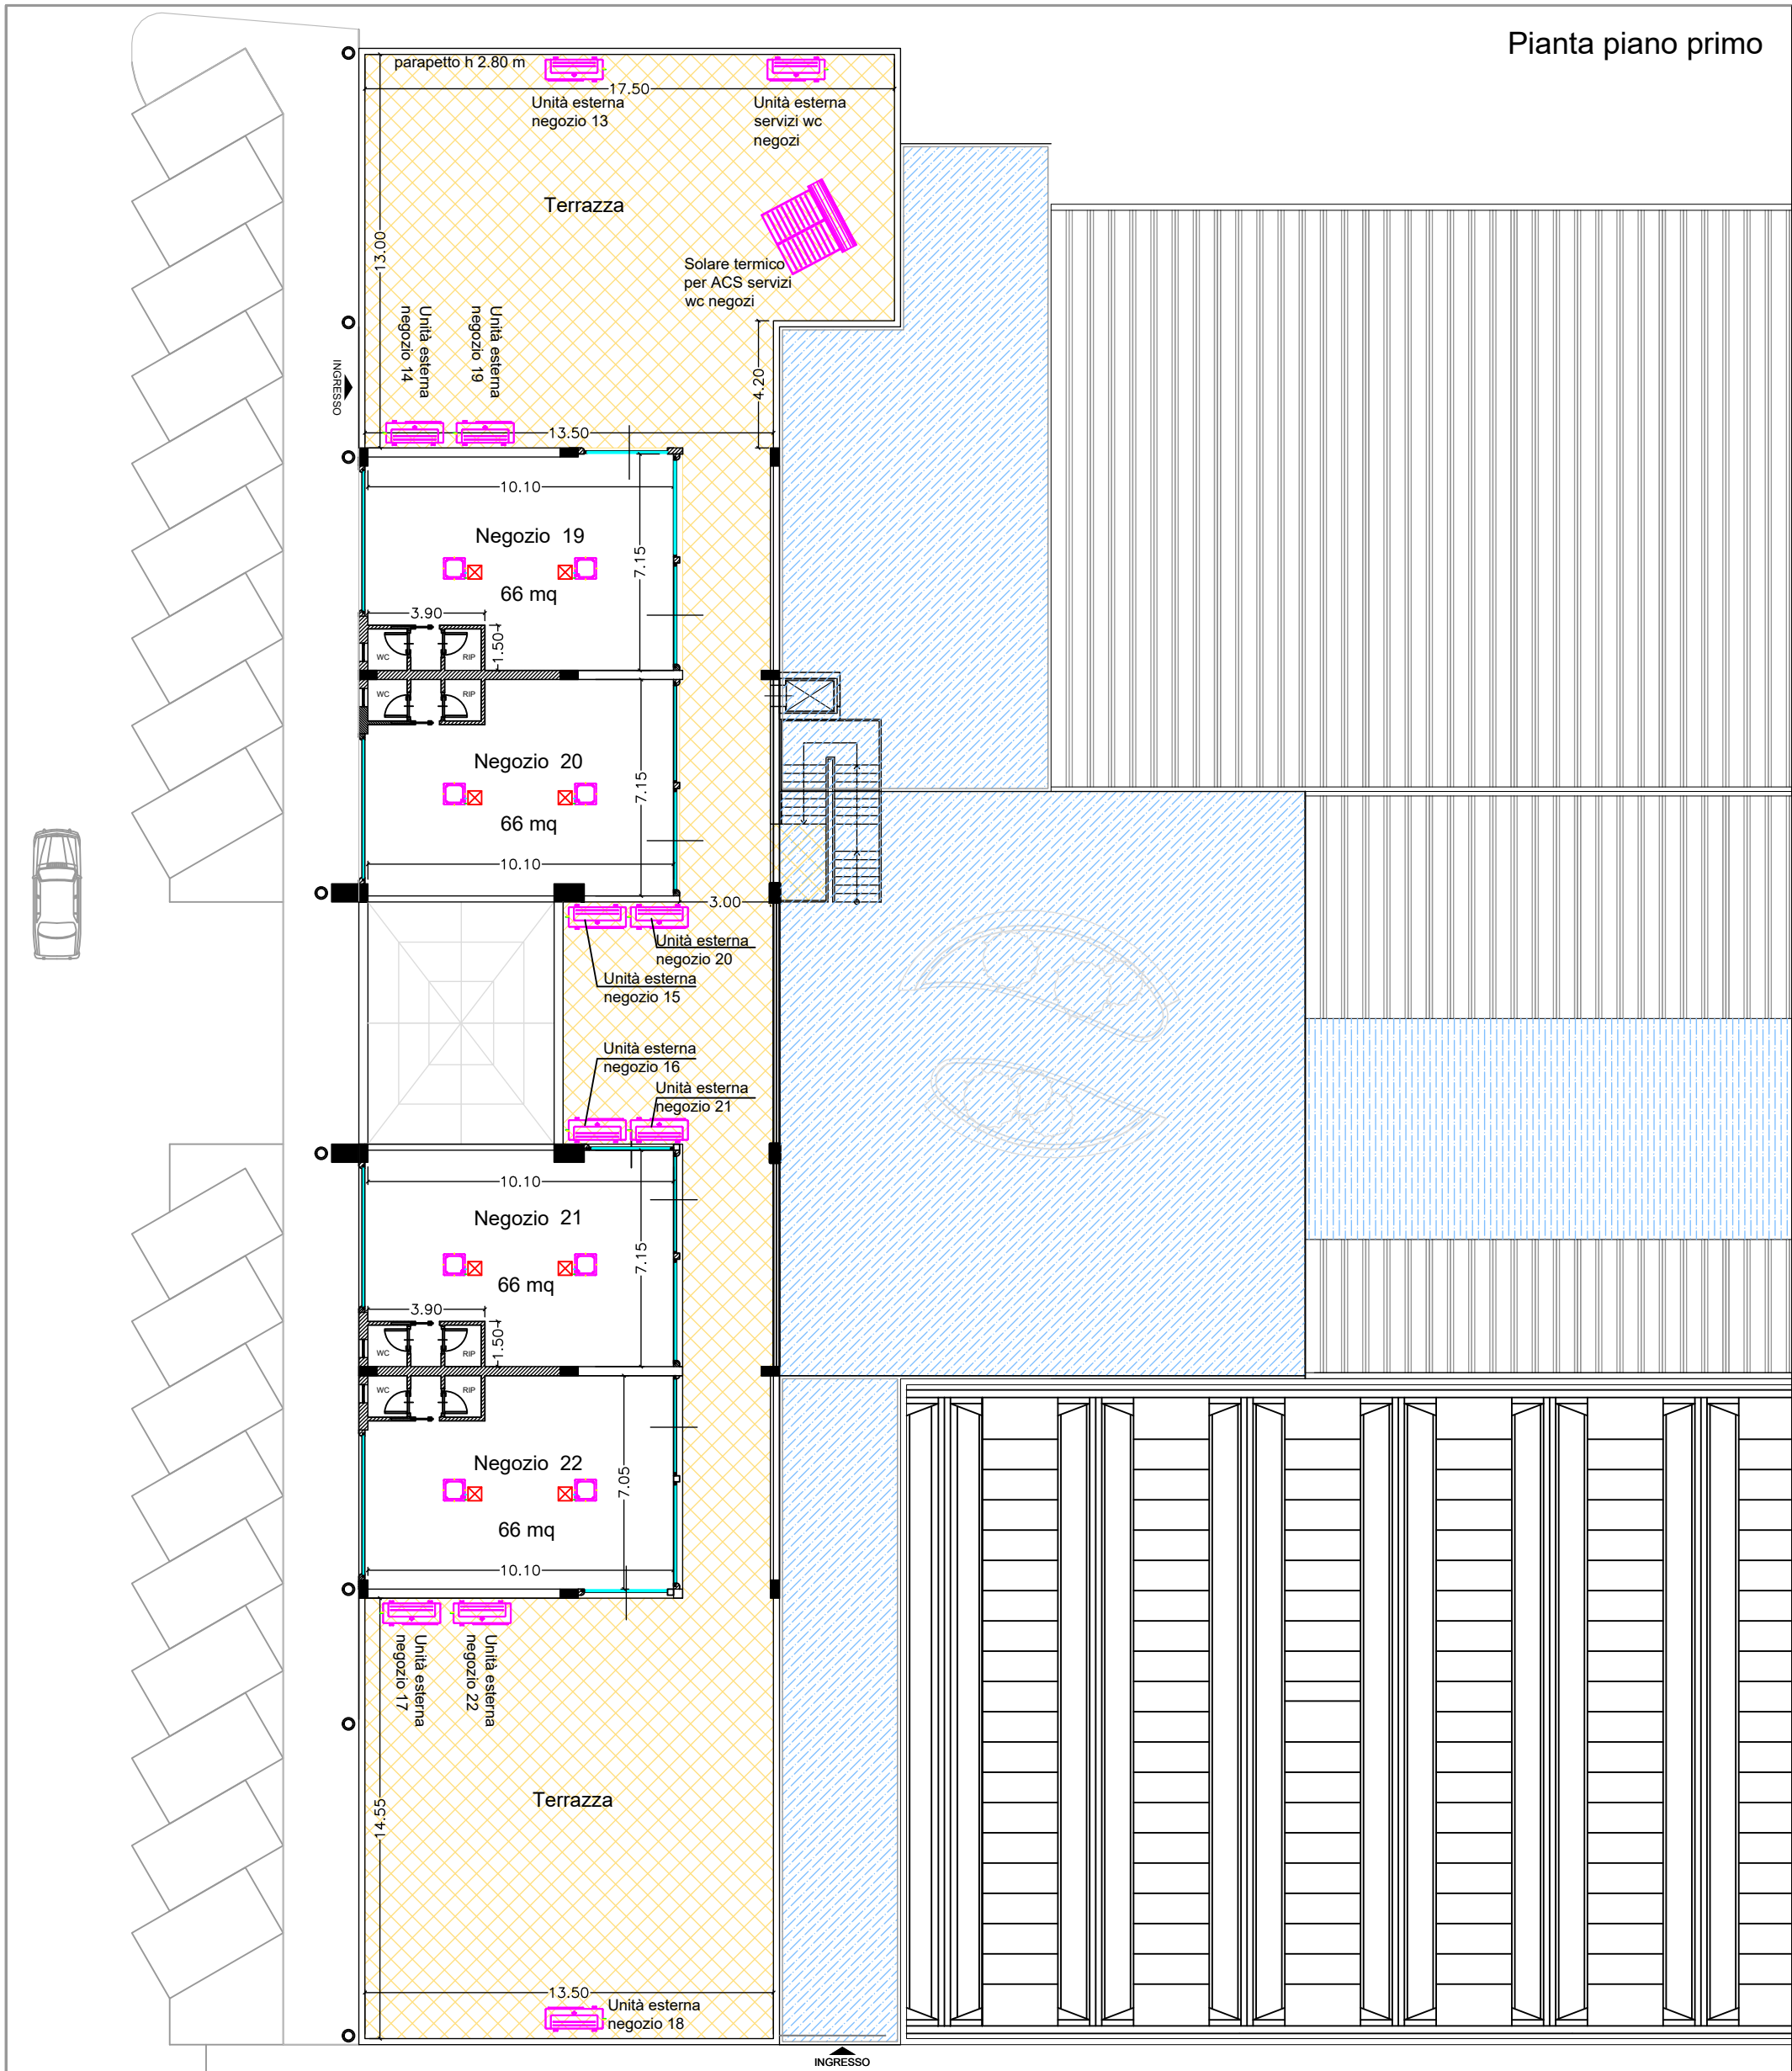 Pianta piano primo
parapetto h 2.80 m
17.50
Unità esterna
negozio 13
Unità esterna
servizi wc
negozi
Terrazza
13.00
Solare termico
per ACS servizi
wc negozi
Unità esterna
negozio 14
Unità esterna
negozio 19
INGRESSO
4.20
13.50
10.10
Negozio 19
7.15
66 mq
3.90
1.50
WC
RIP
WC
RIP
Negozio 20
7.15
66 mq
10.10
3.00
Unità esterna
negozio 20
Unità esterna
negozio 15
Unità esterna
negozio 16
Unità esterna
negozio 21
10.10
Negozio 21
7.15
66 mq
3.90
1.50
WC
RIP
WC
RIP
Negozio 22
7.05
66 mq
10.10
Unità esterna
negozio 17
Unità esterna
negozio 22
Terrazza
14.55
13.50
Unità esterna
negozio 18
INGRESSO